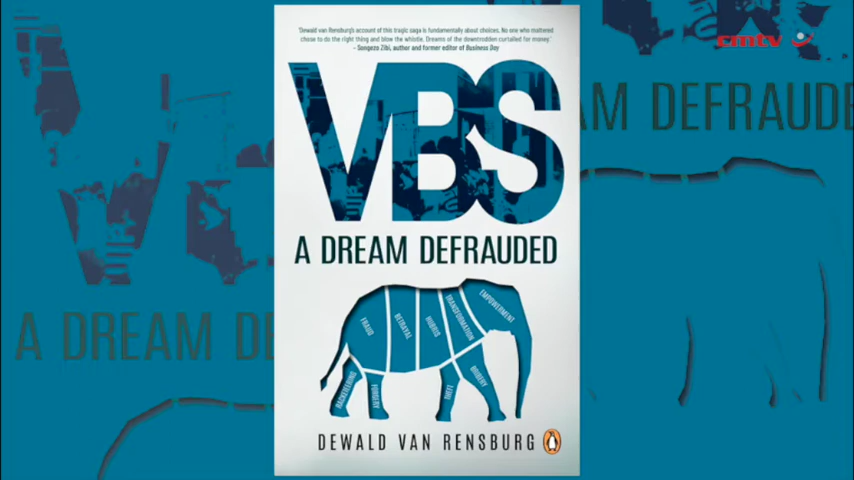 'Dewald van Rensburg's account of this tragic saga is fundamentally about choices. No one who mattered
chose to do the right thing and blow the whistle. Dreams of the downtrodden curtailed for money.'
- Songezo Zibi, author and former editor of Business Day
cmtv
VBS
AM DEFRAUDE
A DREAM DEFRAUDED
A DREAM DE
FRAUD
BETRAYAL
HUBRIS
TRANSFORMATION
EMPOWERMENT
RACKETEERING
FORGERY
THEFT
BRIBERY
DEWALD VAN RENSBURG